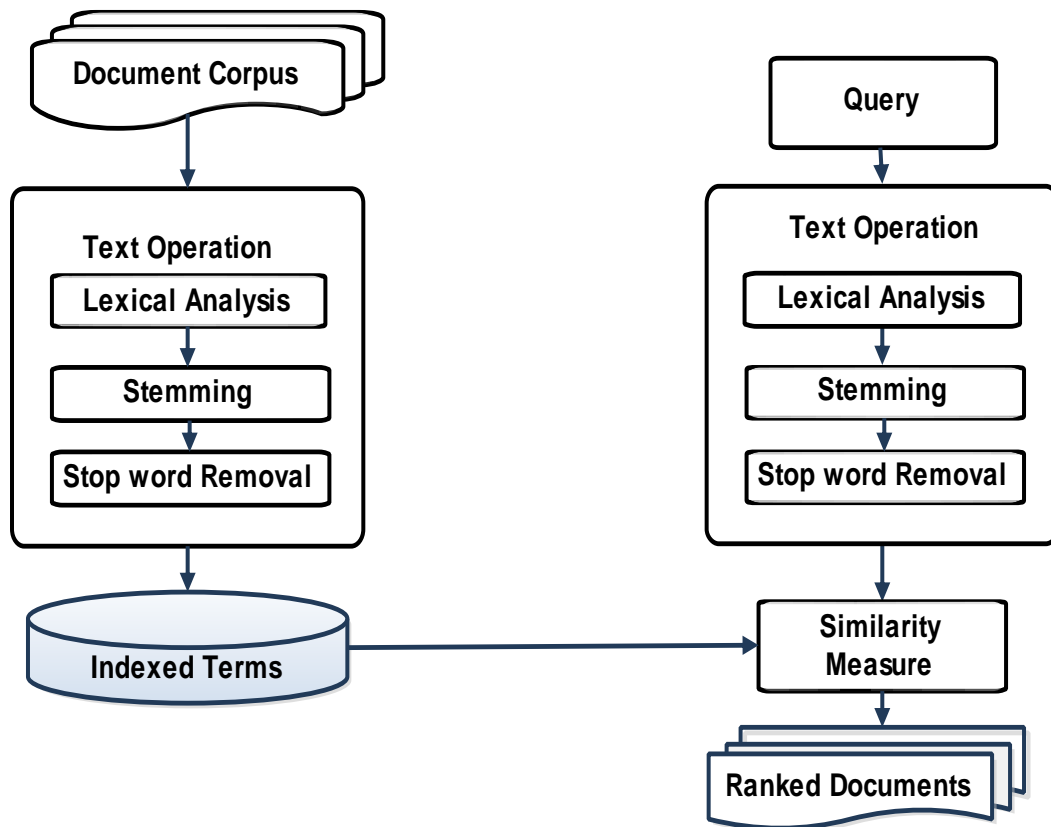 Document Corpus
Text Operation
Lexical Analysis
Stemming
Stop word Removal
Indexed Terms
Query
Text Operation
Lexical Analysis
Stemming
Stop word Removal
Similarity
Measure
Ranked Documents